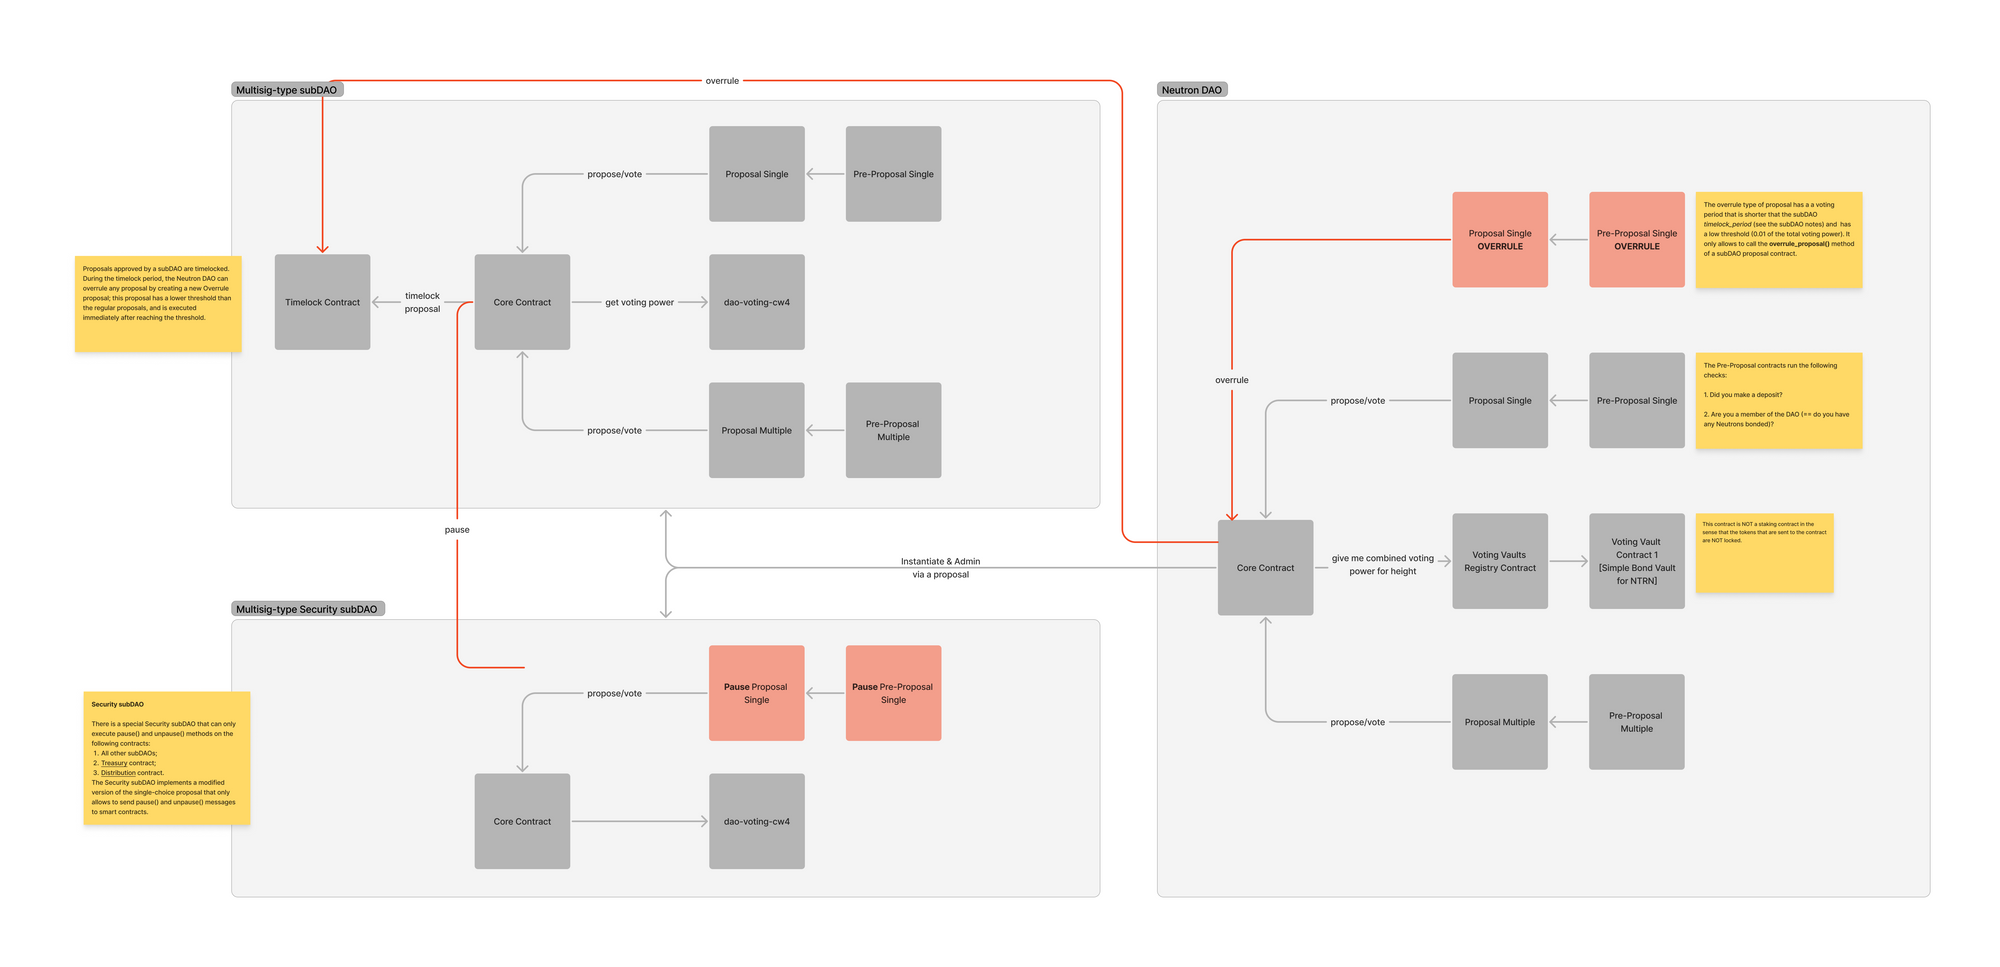 overrule
Multisig-type subDAO
Neutron DAO
propose/vote
Proposal Single
Pre-Proposal Single
Proposals approved by a subDAO are timelocked.
During the timelock period, the Neutron DAO can
overrule any proposal by creating a new Overrule
proposal; this proposal has a lower threshold than
the regular proposals, and is executed
immediately after reaching the threshold.
Timelock Contract
timelock
proposal
Core Contract
get voting power
dao-voting-cw4
propose/vote
Proposal Multiple
Pre-Proposal
Multiple
pause
Instantiate & Admin
via a proposal
Proposal Single
OVERRULE
Pre-Proposal Single
OVERRULE
The overrule type of proposal has a a voting
period that is shorter that the subDAO
timelock_period (see the subDAO notes) and has
a low threshold (0.01 of the total voting power). It
only allows to call the overrule_proposal() method
of a subDAO proposal contract.
overrule
propose/vote
Proposal Single
Pre-Proposal Single
The Pre-Proposal contracts run the following
checks:
1. Did you make a deposit?
2. Are you a member of the DAO (== do you have
any Neutrons bonded)?
Core Contract
give me combined voting
power for height
Voting Vaults
Registry Contract
Voting Vault
Contract 1
[Simple Bond Vault
for NTRN]
This contract is NOT a staking contract in the
sense that the tokens that are sent to the contract
are NOT locked.
propose/vote
Proposal Multiple
Pre-Proposal
Multiple
Multisig-type Security subDAO
propose/vote
Pause Proposal
Single
Pause Pre-Proposal
Single
Security subDAO
There is a special Security subDAO that can only
execute pause() and unpause() methods on the
following contracts:
1. All other subDAOs;
2. Treasury contract;
3. Distribution contract.
The Security subDAO implements a modified
version of the single-choice proposal that only
allows to send pause() and unpause() messages
to smart contracts.
Core Contract
dao-voting-cw4